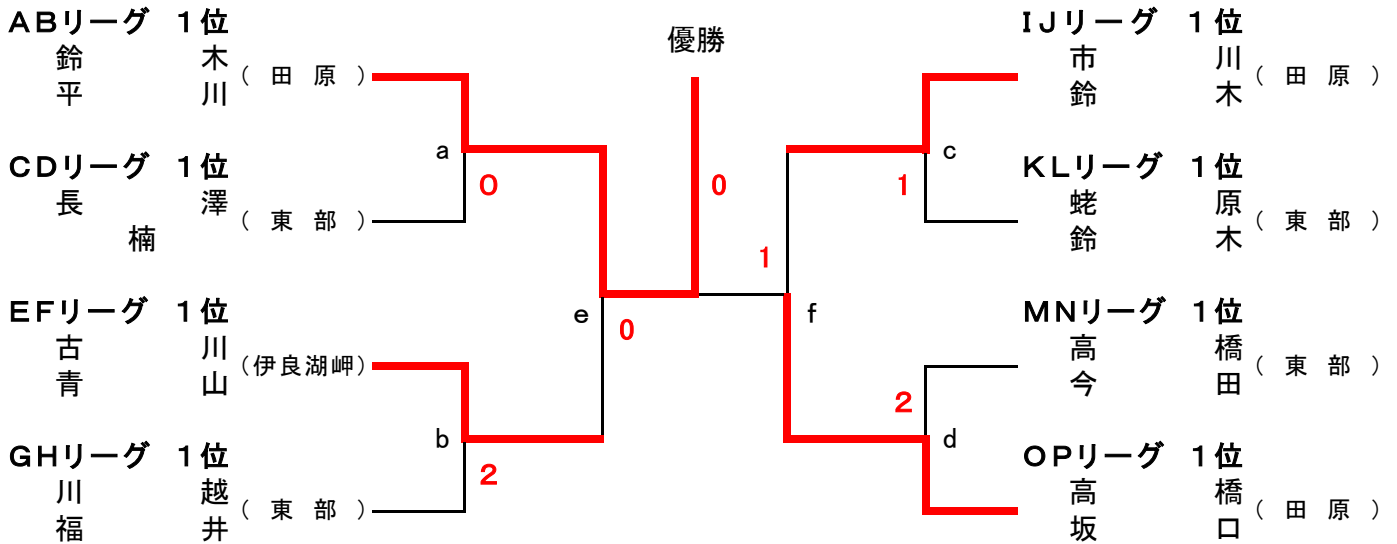 ABリーグ 1位
鈴木
(田原)
平川
a
0
CDリーグ 1位
長澤
(東部)
楠
EFリーグ 1位
古川
(伊良湖岬)
青山
b
2
GHリーグ 1位
川越
(東部)
福井
e
0
優勝
0
1
f
IJリーグ 1位
市川
(田原)
鈴木
c
1
KLリーグ 1位
蛯原
(東部)
鈴木
MNリーグ 1位
高橋
(東部)
今田
2
d
OPリーグ 1位
高橋
(田原)
坂口